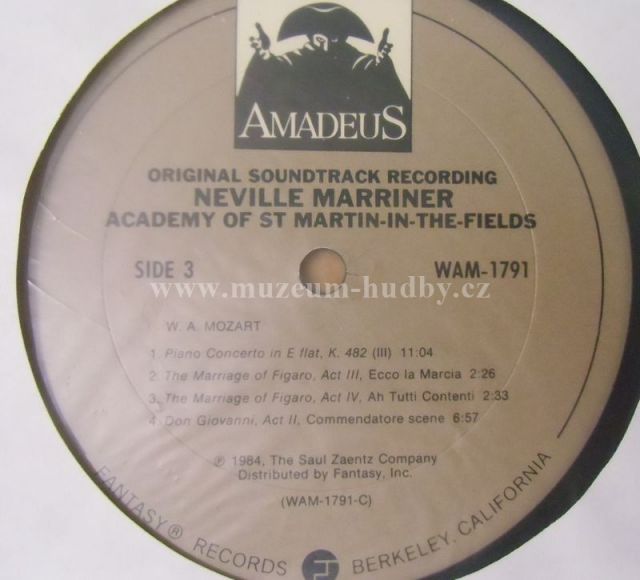 AMADEUS
ORIGINAL SOUNDTRACK RECORDING
NEVILLE MARRINER
ACADEMY OF ST MARTIN-IN-THE-FIELDS
SIDE 3 WAM-1791
www.muzeum-hudby.cz
W. A. MOZART
1. Piano Concerto in E flat, K. 482 (III) 11:04
2. The Marriage of Figaro, Act III, Ecco la Marcia 2:26
3. The Marriage of Figaro, Act IV, Ah Tutti Contenti 2:33
4. Don Giovanni, Act II, Commendatore scene 6:57
℗ 1984, The Saul Zaentz Company
Distributed by Fantasy, Inc.
(WAM-1791-C)
FANTASY® RECORDS BERKELEY, CALIFORNIA